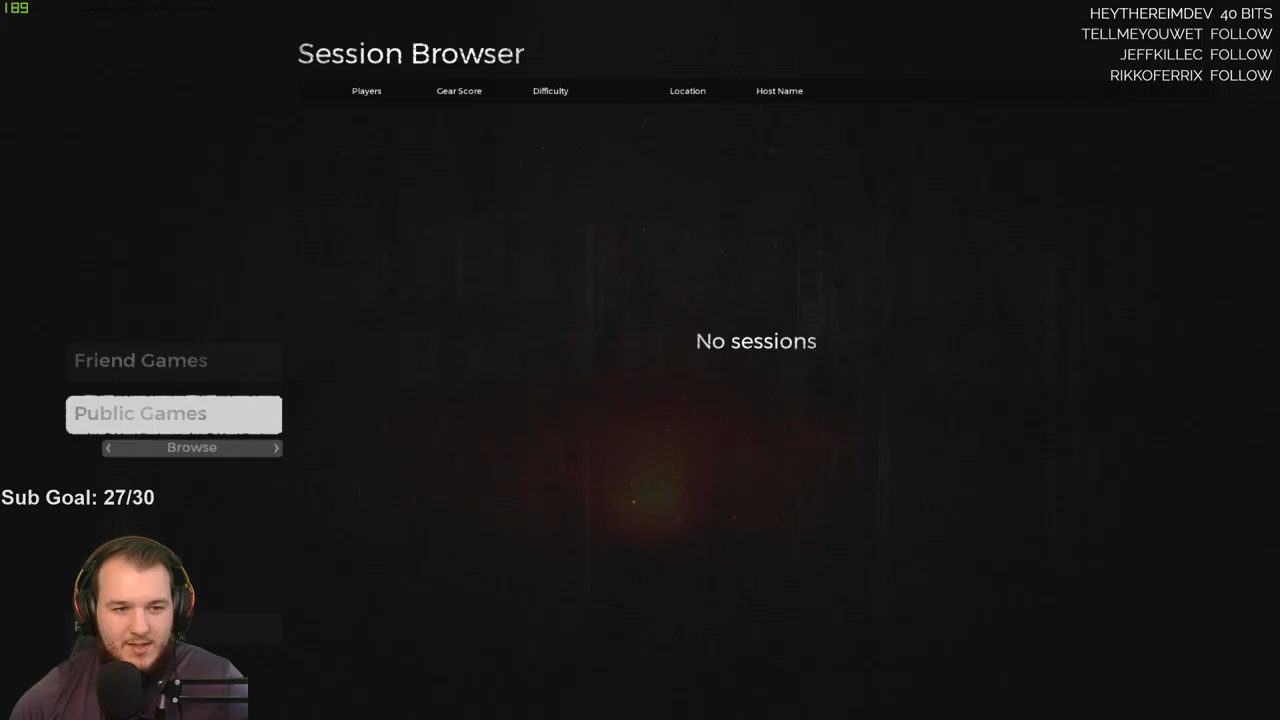 189
HEYTHEREIMDEV 40 BITS
TELLMEYOUWET FOLLOW
JEFFKILLEC FOLLOW
RIKKOFERRIX FOLLOW
Session Browser
Players Gear Score Difficulty Location Host Name
No sessions
Friend Games
Public Games
Browse
Sub Goal: 27/30